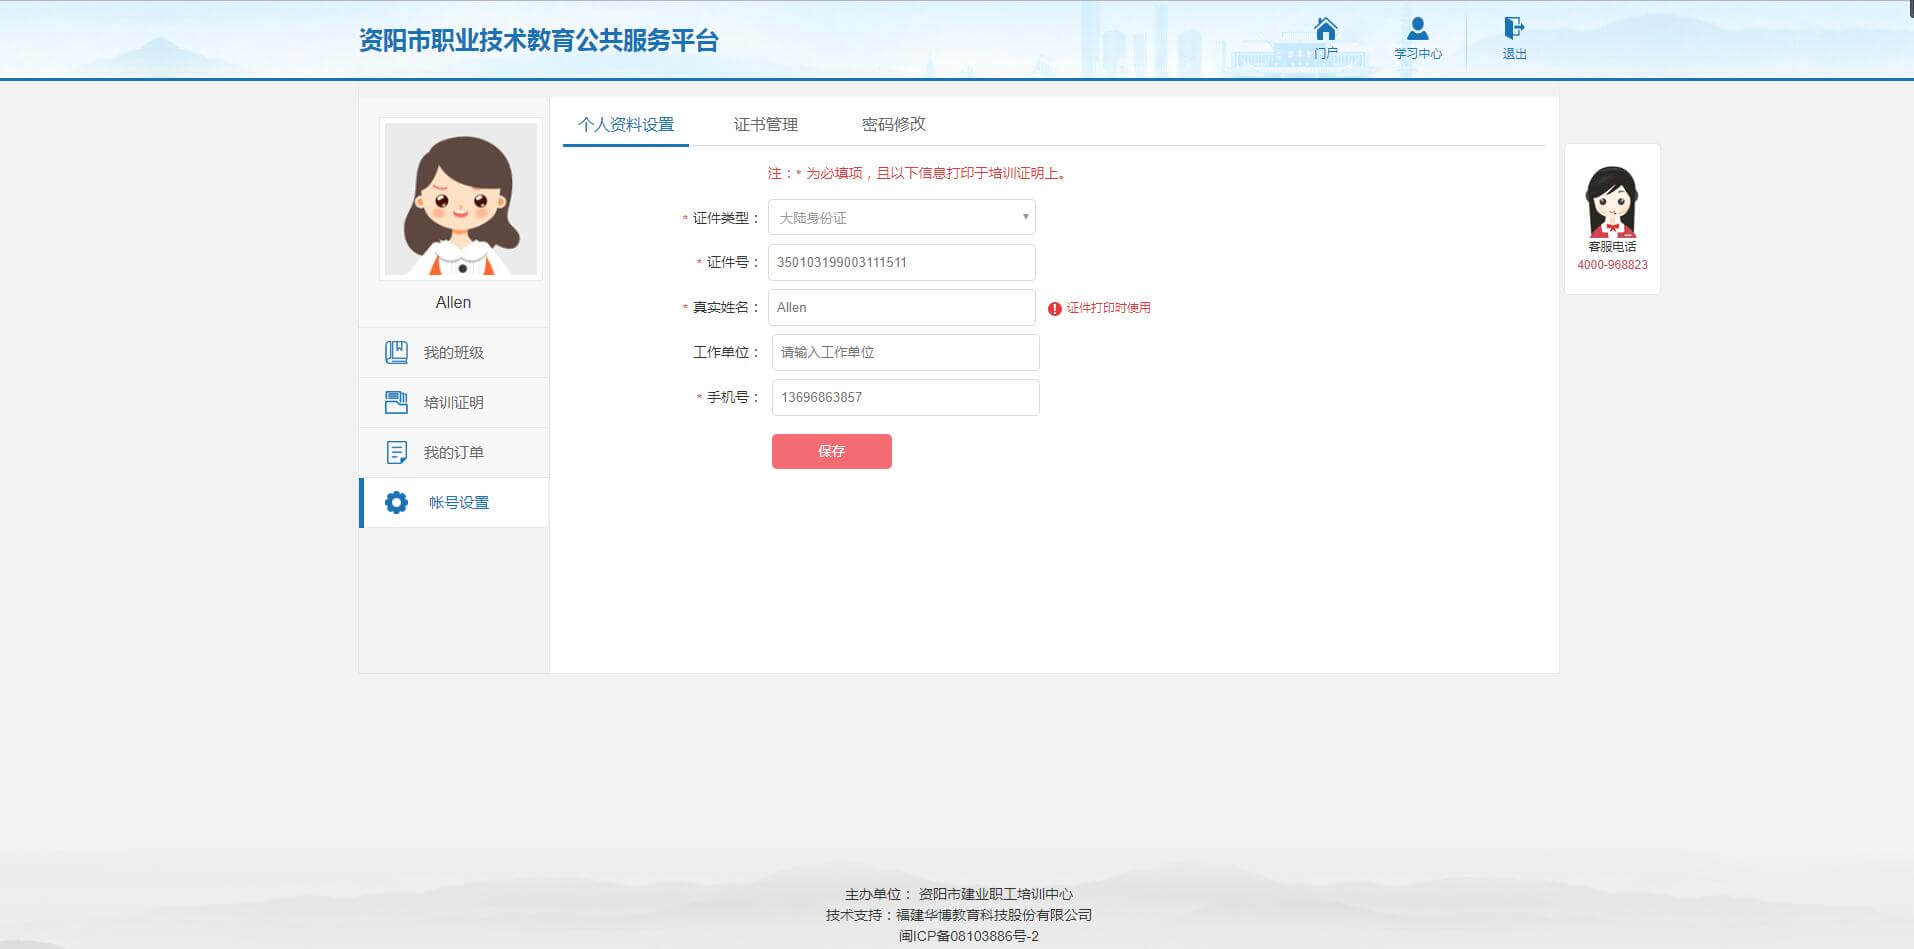 资阳市职业技术教育公共服务平台
门户
学习中心
退出
Allen
我的班级
培训证明
我的订单
帐号设置
个人资料设置 证书管理 密码修改
注：* 为必填项，且以下信息打印于培训证明上。
* 证件类型： 大陆身份证
* 证件号： 350103199003111511
* 真实姓名： Allen 证件打印时使用
工作单位： 请输入工作单位
* 手机号： 13696863857
保存
客服电话
4000-968823
主办单位： 资阳市建业职工培训中心
技术支持：福建华博教育科技股份有限公司
闽ICP备08103886号-2